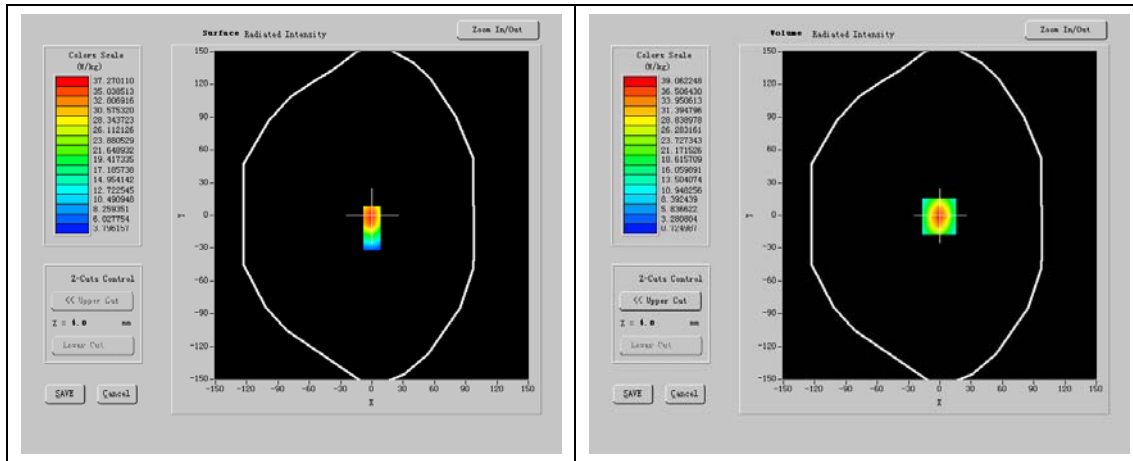 Surface Radiated Intensity
Zoom In/Out
Colors Scale
(W/kg)
37.270110
35.038513
32.806916
30.575320
28.343723
26.112126
23.880529
21.648932
19.417335
17.185738
14.954142
12.722545
10.490948
8.259351
6.027754
3.796157
150
120
90
60
30
Y
0
-30
-60
-90
-120
-150
-150 -120 -90 -60 -30 0 30 60 90 120 150
X
Z-Cuts Control
<< Upper Cut
Z = 4.0 mm
Lower Cut
SAVE Cancel
Volume Radiated Intensity
Zoom In/Out
Colors Scale
(W/kg)
39.062248
36.506430
33.950613
31.394796
28.838978
26.283161
23.727343
21.171526
18.615709
16.059891
13.504074
10.948256
8.392439
5.836622
3.280804
0.724987
150
120
90
60
30
Y
0
-30
-60
-90
-120
-150
-150 -120 -90 -60 -30 0 30 60 90 120 150
X
Z-Cuts Control
<< Upper Cut
Z = 4.0 mm
Lower Cut
SAVE Cancel